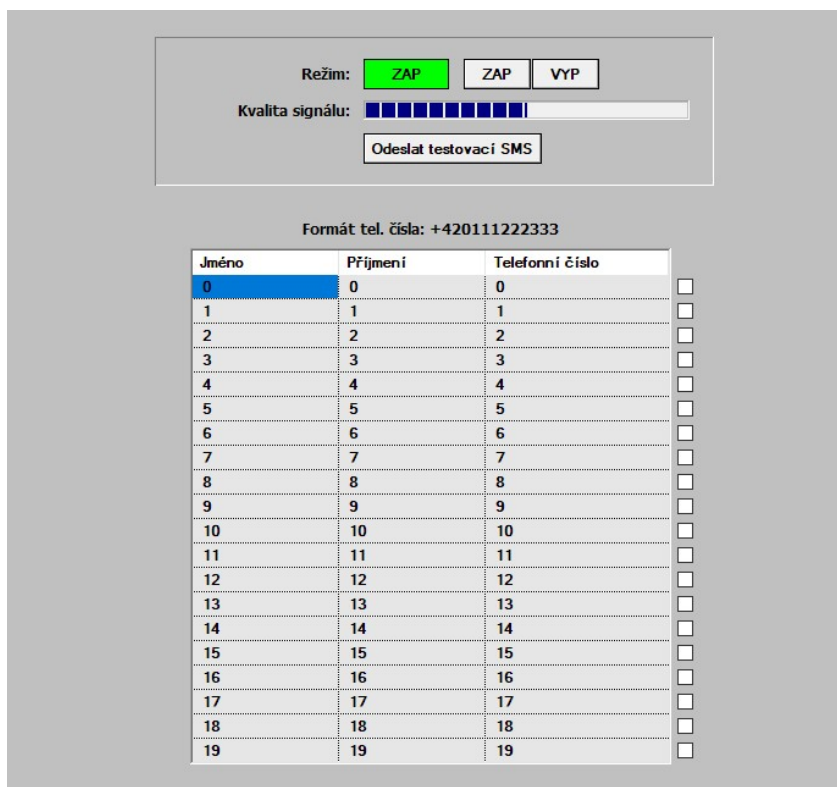 Režim: ZAP ZAP VYP
Kvalita signálu:
Odeslat testovací SMS
Formát tel. čísla: +420111222333
Jméno Příjmení Telefonní číslo
0 0 0
1 1 1
2 2 2
3 3 3
4 4 4
5 5 5
6 6 6
7 7 7
8 8 8
9 9 9
10 10 10
11 11 11
12 12 12
13 13 13
14 14 14
15 15 15
16 16 16
17 17 17
18 18 18
19 19 19